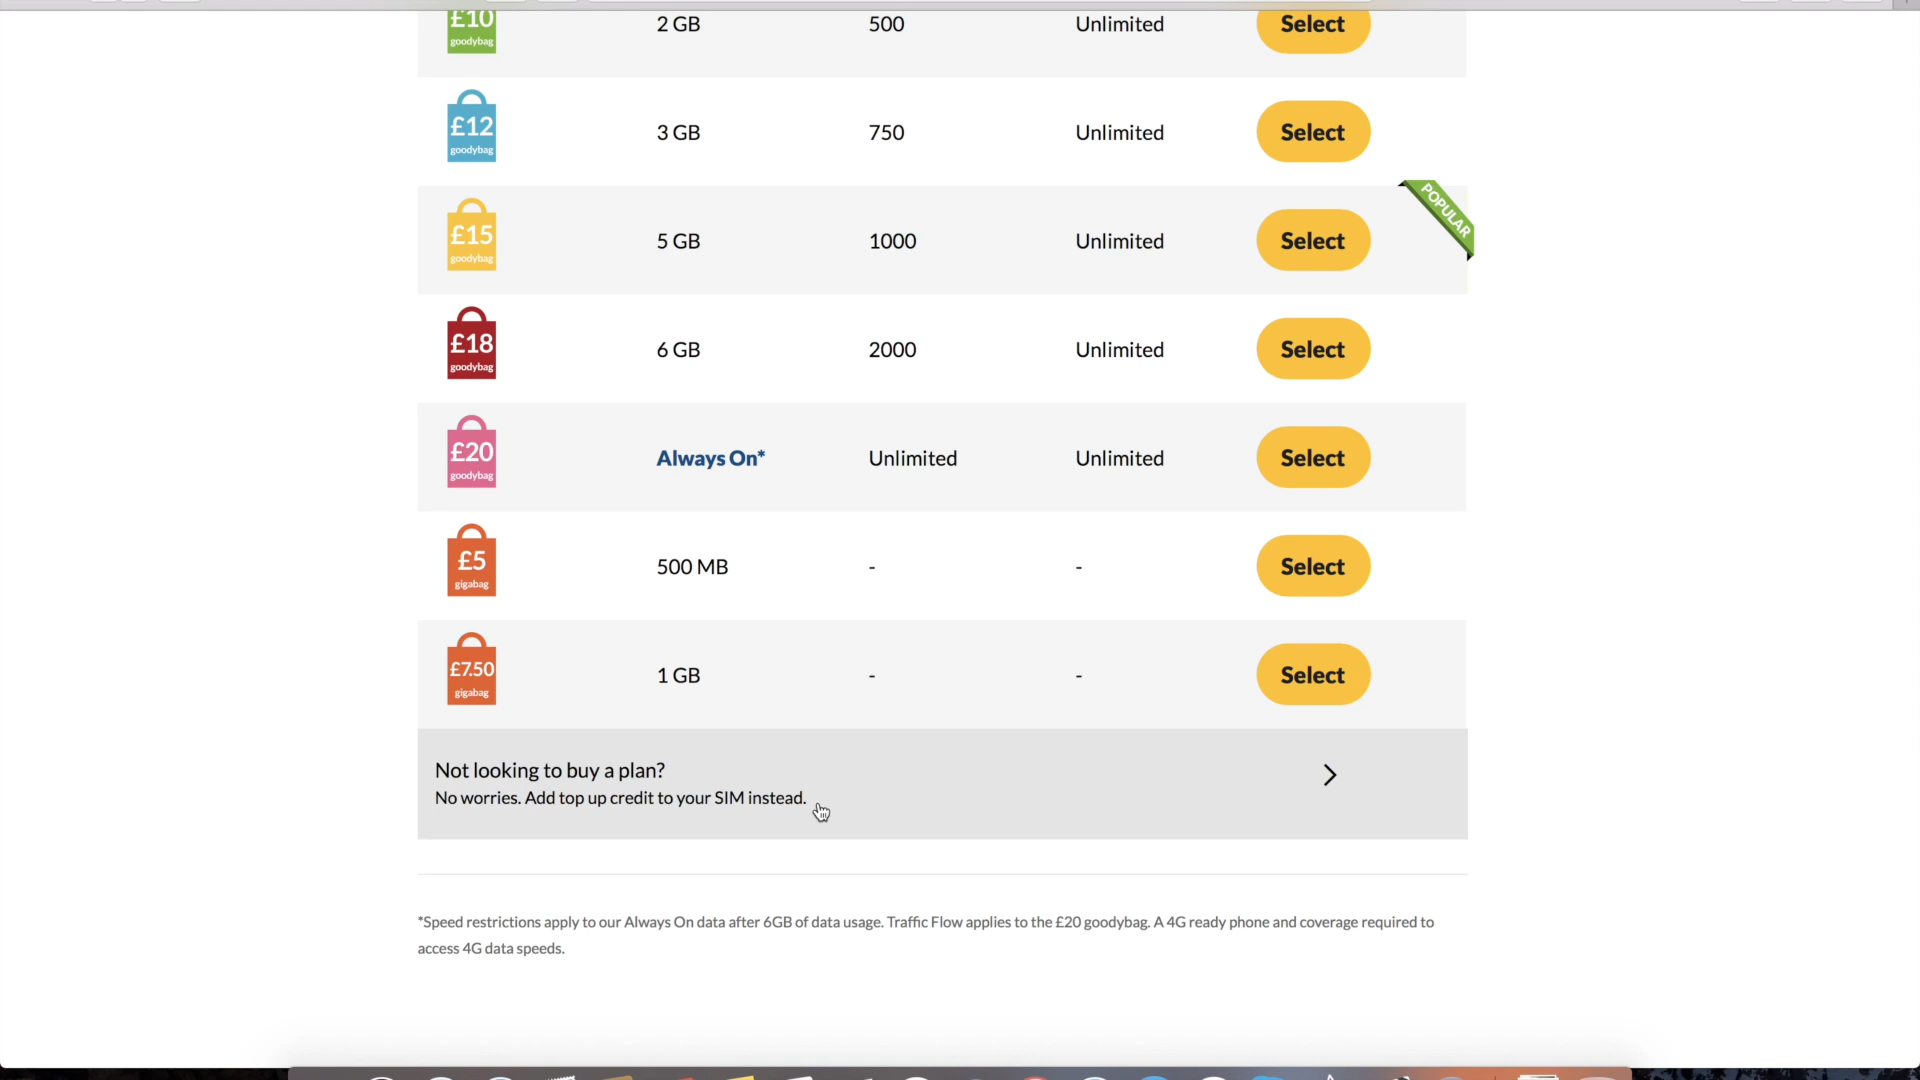 £10
goodybag
2 GB
500
Unlimited
Select
£12
goodybag
3 GB
750
Unlimited
Select
£15
goodybag
5 GB
1000
Unlimited
Select
POPULAR
£18
goodybag
6 GB
2000
Unlimited
Select
£20
goodybag
Always On*
Unlimited
Unlimited
Select
£5
gigabag
500 MB
-
-
Select
£7.50
gigabag
1 GB
-
-
Select
Not looking to buy a plan?
No worries. Add top up credit to your SIM instead.
*Speed restrictions apply to our Always On data after 6GB of data usage. Traffic Flow applies to the £20 goodybag. A 4G ready phone and coverage required to
access 4G data speeds.